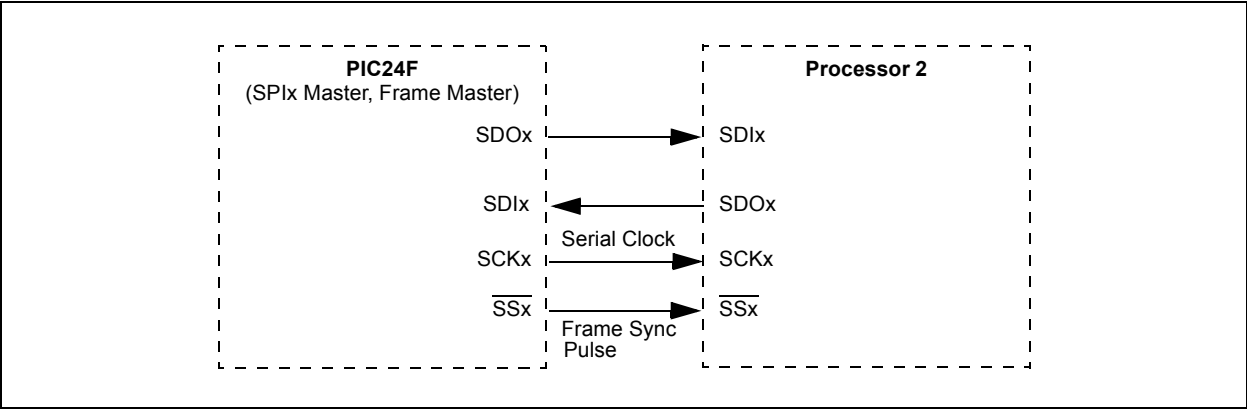 PIC24F
(SPIx Master, Frame Master)
Processor 2
SDOx
SDIx
SDIx
SDOx
Serial Clock
SCKx
SCKx
SSx
SSx
Frame Sync
Pulse